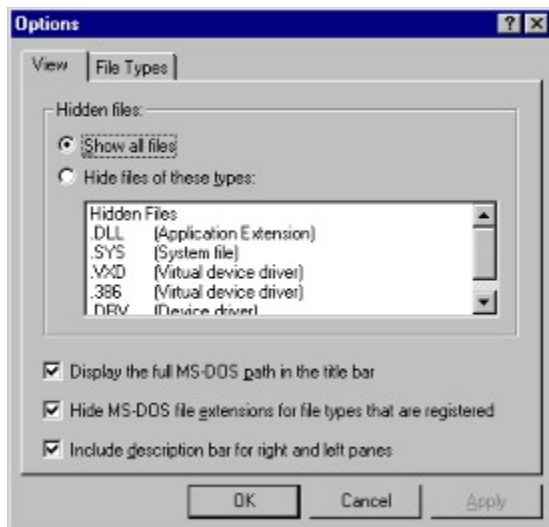 Options
View File Types
Hidden files:
Show all files
Hide files of these types:
Hidden Files
.DLL (Application Extension)
.SYS (System file)
.VXD (Virtual device driver)
.386 (Virtual device driver)
.DRV (Device driver)
Display the full MS-DOS path in the title bar
Hide MS-DOS file extensions for file types that are registered
Include description bar for right and left panes
OK Cancel Apply